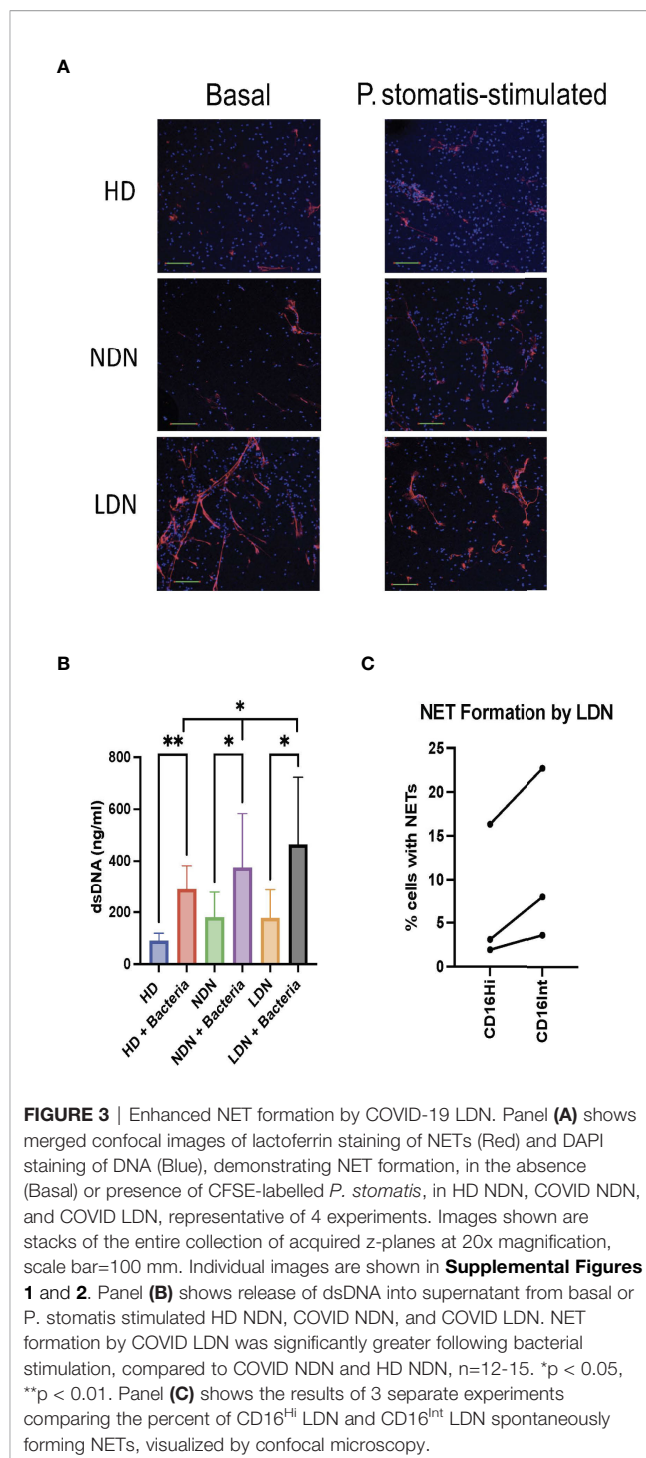 A
Basal
P. stomatis-stimulated
HD
NDN
LDN
B
*
**
*
*
800
600
400
200
0
dsDNA (ng/ml)
HD
HD + Bacteria
NDN
NDN + Bacteria
LDN
LDN + Bacteria
C
NET Formation by LDN
25
20
15
10
5
0
% cells with NETs
CD16Hi
CD16Int
FIGURE 3 | Enhanced NET formation by COVID-19 LDN. Panel (A) shows
merged confocal images of lactoferrin staining of NETs (Red) and DAPI
staining of DNA (Blue), demonstrating NET formation, in the absence
(Basal) or presence of CFSE-labelled P. stomatis, in HD NDN, COVID NDN,
and COVID LDN, representative of 4 experiments. Images shown are
stacks of the entire collection of acquired z-planes at 20x magnification,
scale bar=100 mm. Individual images are shown in Supplemental Figures
1 and 2. Panel (B) shows release of dsDNA into supernatant from basal or
P. stomatis stimulated HD NDN, COVID NDN, and COVID LDN. NET
formation by COVID LDN was significantly greater following bacterial
stimulation, compared to COVID NDN and HD NDN, n=12-15. *p < 0.05,
**p < 0.01. Panel (C) shows the results of 3 separate experiments
comparing the percent of CD16Hi LDN and CD16Int LDN spontaneously
forming NETs, visualized by confocal microscopy.